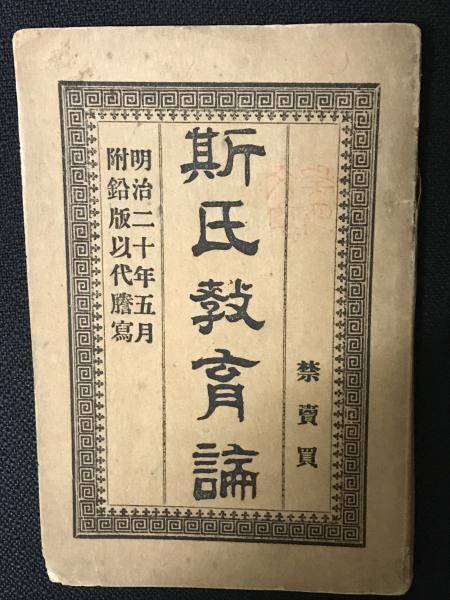 禁賣買
斯氏教育論
明治二十年五月
附鉛版以代謄寫